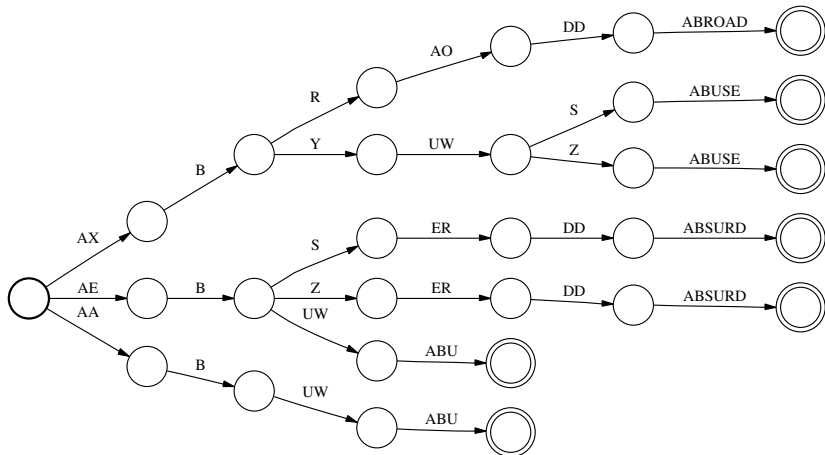 AX B R AO DD ABROAD
Y UW S ABUSE
Z ABUSE
AE B S ER DD ABSURD
Z ER DD ABSURD
UW ABU
AA B UW ABU